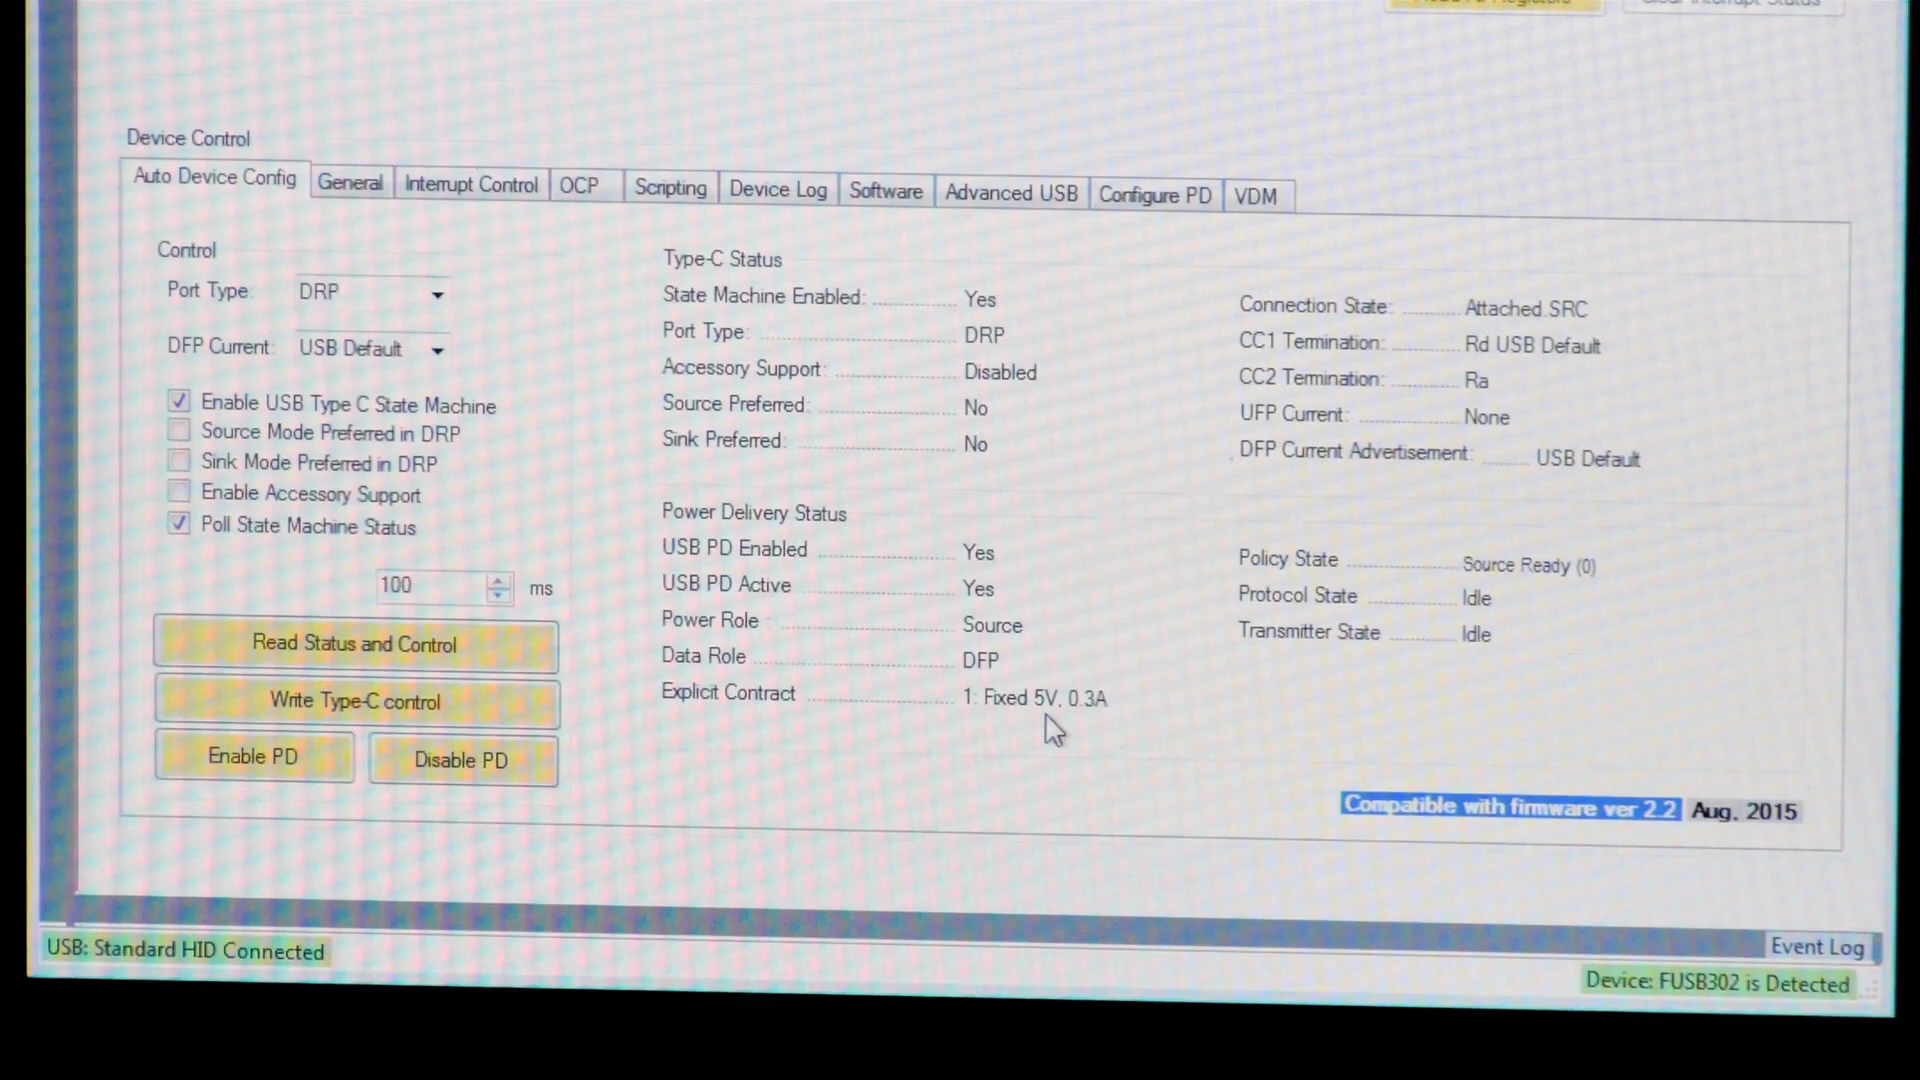 Device Control
Auto Device Config General Interrupt Control OCP Scripting Device Log Software Advanced USB Configure PD VDM
Control
Port Type: DRP
DFP Current: USB Default
Enable USB Type C State Machine
Source Mode Preferred in DRP
Sink Mode Preferred in DRP
Enable Accessory Support
Poll State Machine Status
100 ms
Read Status and Control
Write Type-C control
Enable PD Disable PD
Type-C Status
State Machine Enabled: Yes
Port Type: DRP
Accessory Support: Disabled
Source Preferred: No
Sink Preferred: No
Connection State: Attached.SRC
CC1 Termination: Rd USB Default
CC2 Termination: Ra
UFP Current: None
DFP Current Advertisement: USB Default
Power Delivery Status
USB PD Enabled Yes
USB PD Active Yes
Power Role Source
Data Role DFP
Explicit Contract 1: Fixed 5V, 0.3A
Policy State Source Ready (0)
Protocol State Idle
Transmitter State Idle
Compatible with firmware ver 2.2 Aug, 2015
Event Log
USB: Standard HID Connected
Device: FUSB302 is Detected